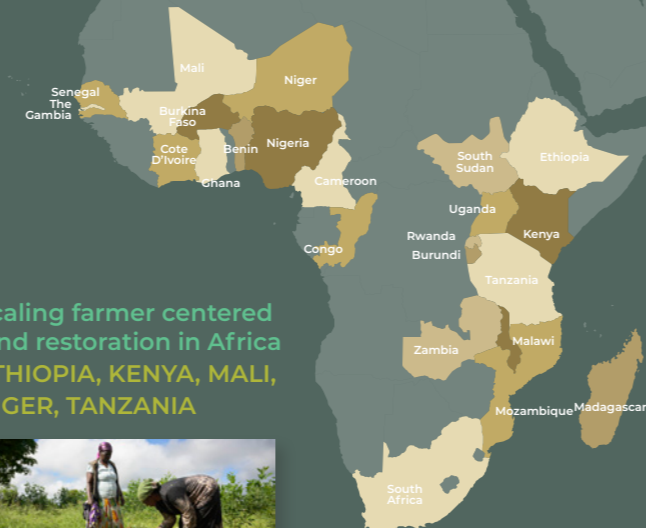 Mali
Niger
Senegal
The
Gambia
Burkina
Faso
Cote
D'Ivoire
Benin
Nigeria
Ghana
Cameroon
Congo
South
Sudan
Ethiopia
Uganda
Kenya
Rwanda
Burundi
Tanzania
Zambia
Malawi
Mozambique
Madagascar
South
Africa
caling farmer centered
nd restoration in Africa
THIOPIA, KENYA, MALI,
GER, TANZANIA